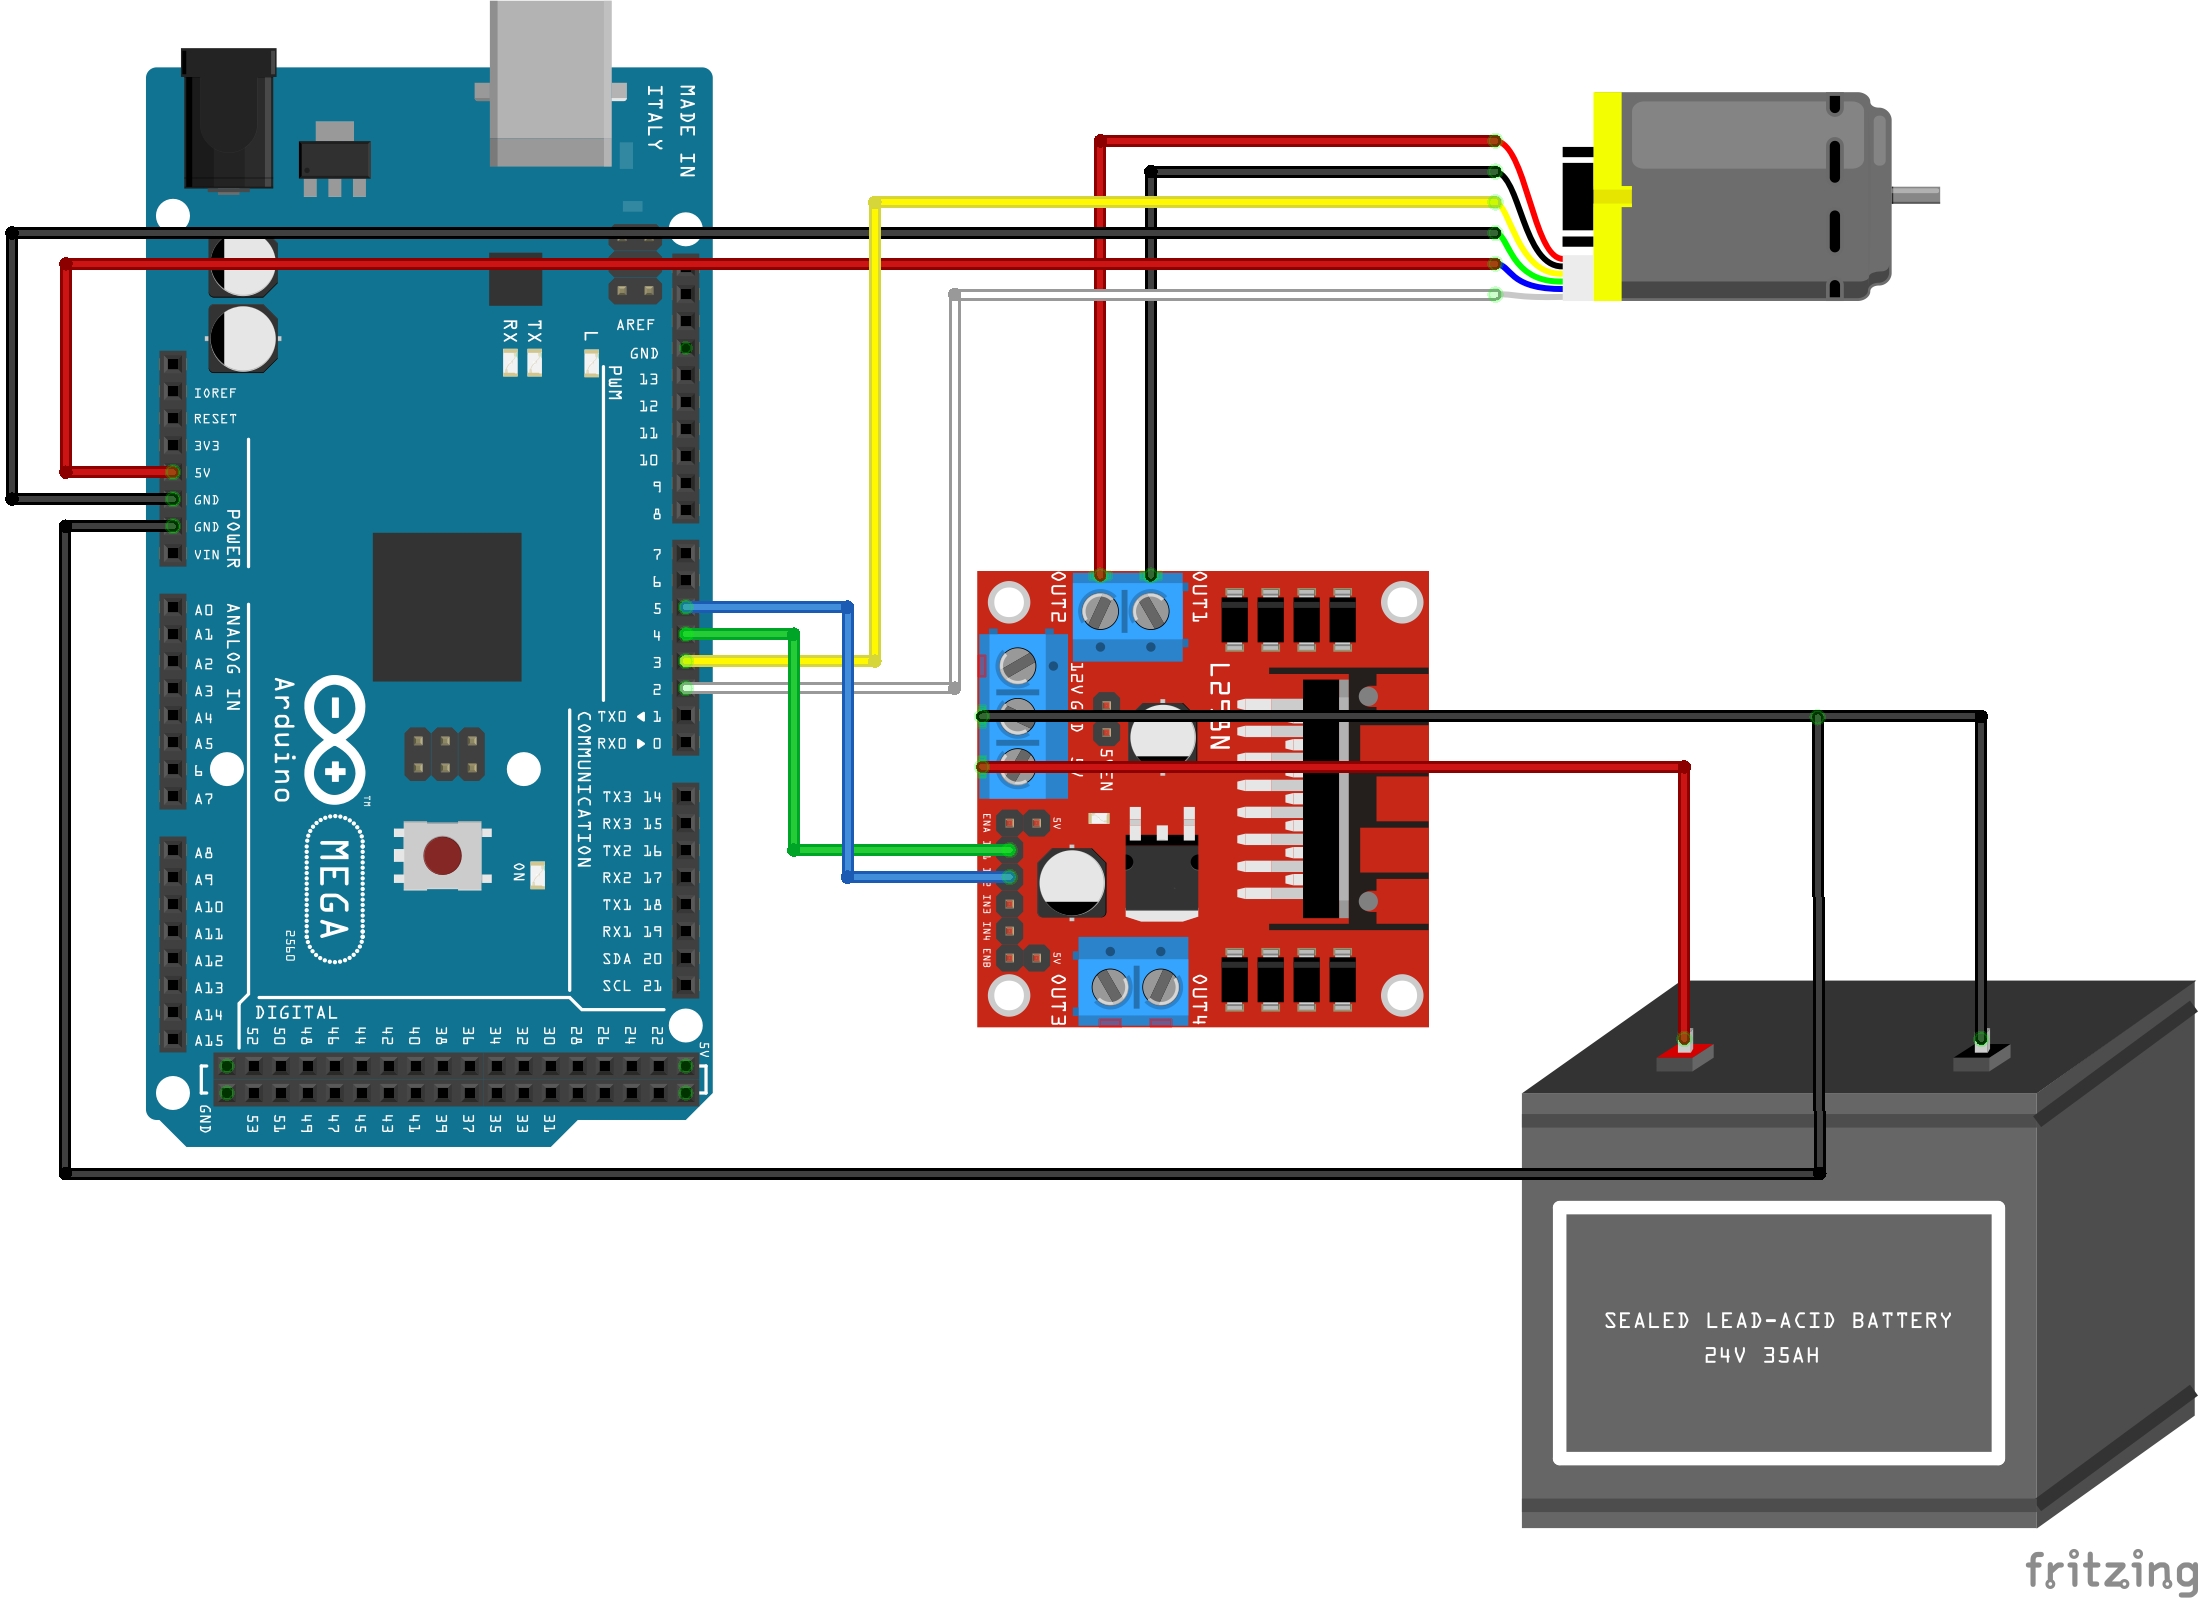 MADE IN
ITALY
RX
TX
L
AREF
GND
PWM
13
12
11
10
9
8
7
6
5
4
3
2
TX0 ◀ 1
RX0 ▶ 0
COMMUNICATION
TX3 14
RX3 15
TX2 16
RX2 17
TX1 18
RX1 19
SDA 20
SCL 21
IOREF
RESET
3V3
5V
GND
GND
VIN
POWER
A0
A1
A2
A3
A4
A5
6
A7
ANALOG IN
A8
A9
A10
A11
A12
A13
A14
A15
Arduino
TM
MEGA
2560
ON
DIGITAL
52 50 48 46 44 42 40 38 36 34 32 30 28 26 24 22
5V
GND
53 51 49 47 45 43 41 39 37 35 33 31
OUT2
OUT1
12V
5V
5VEN
L298N
ENA
5V
IN3
IN4
ENB
5V
OUT3
OUT4
SEALED LEAD-ACID BATTERY
24V 35AH
fritzing